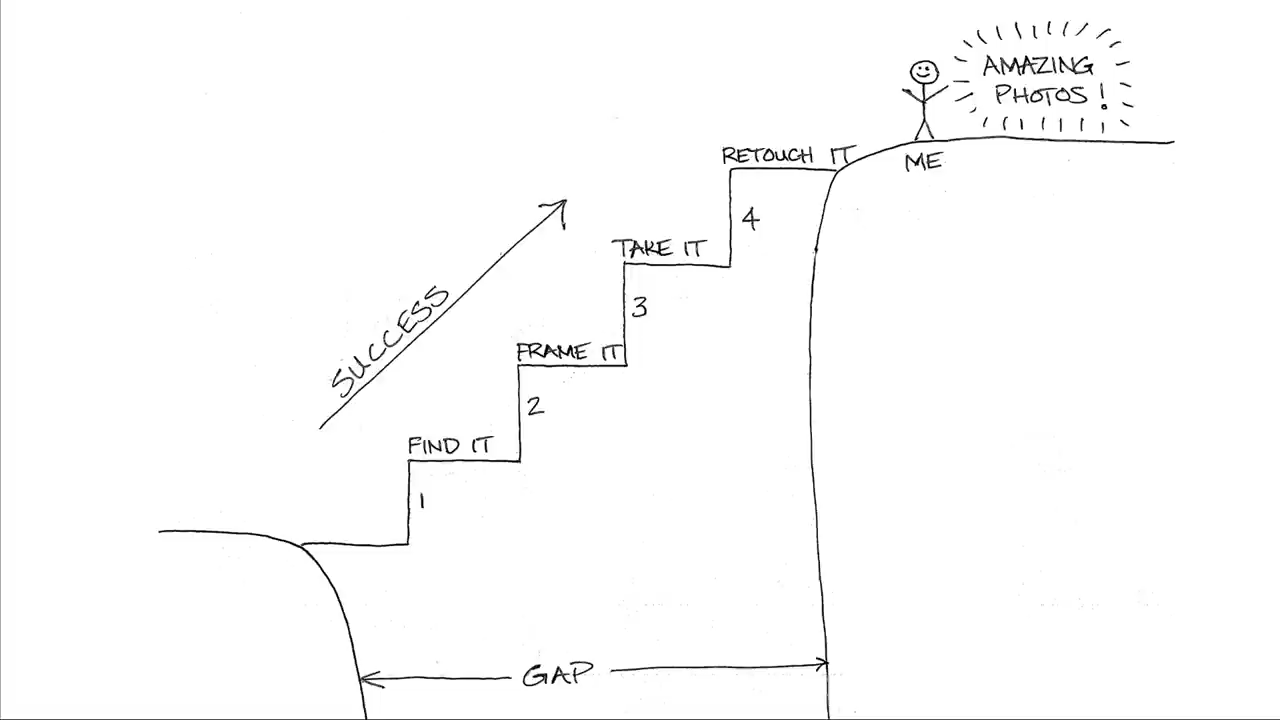 AMAZING
PHOTOS!
ME
RETOUCH IT
4
TAKE IT
3
SUCCESS
FRAME IT
2
FIND IT
1
GAP